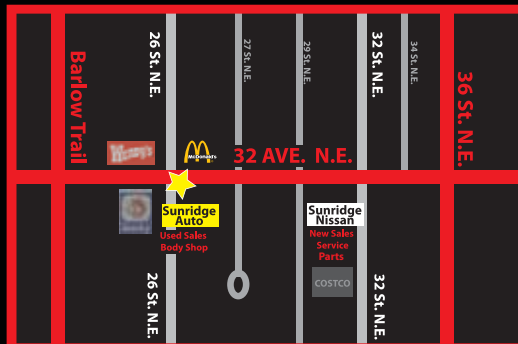 Barlow Trail
26 St. N.E.
27 St. N.E.
29 St. N.E.
32 St. N.E.
34 St. N.E.
36 St. N.E.
Wendy's
McDonald's
32 AVE. N.E.
Sunridge
Auto
Used Sales
Body Shop
Sunridge
Nissan
New Sales
Service
Parts
COSTCO
26 St. N.E.
32 St. N.E.